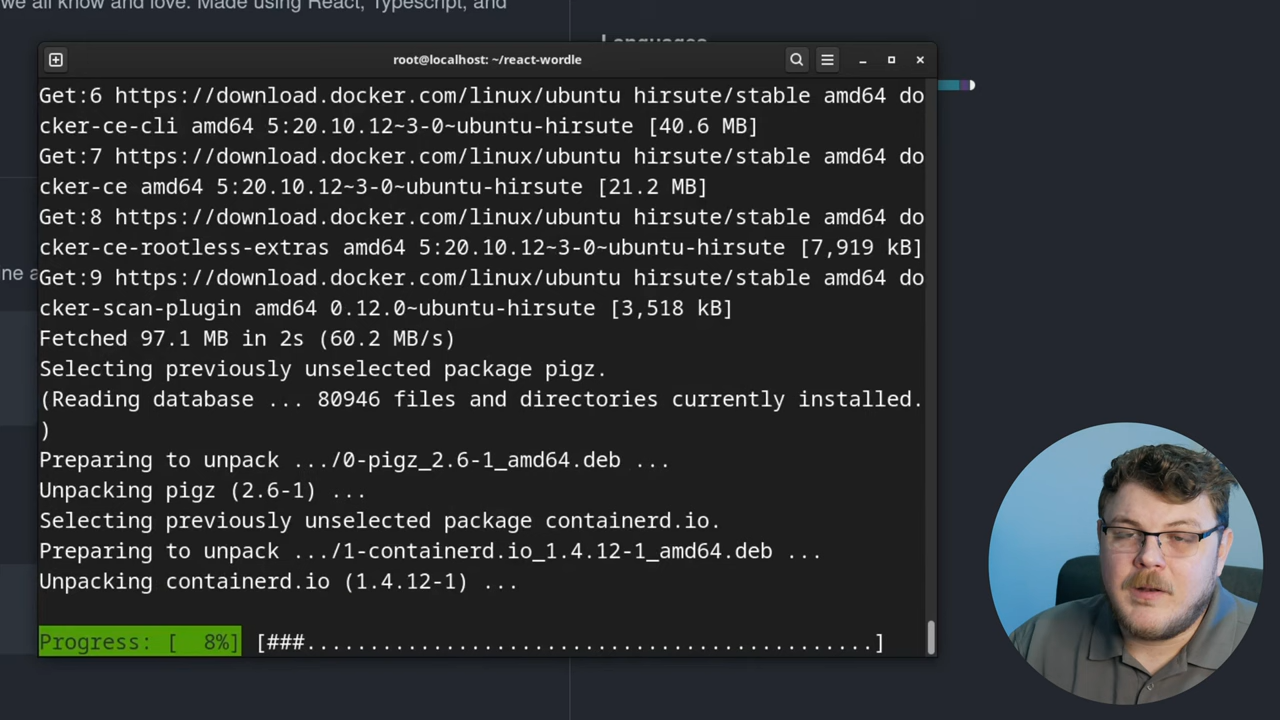 we all know and love. Made using React, Typescript, and
Languages
root@localhost: ~/react-wordle
Get:6 https://download.docker.com/linux/ubuntu hirsute/stable amd64 do
cker-ce-cli amd64 5:20.10.12~3-0~ubuntu-hirsute [40.6 MB]
Get:7 https://download.docker.com/linux/ubuntu hirsute/stable amd64 do
cker-ce amd64 5:20.10.12~3-0~ubuntu-hirsute [21.2 MB]
Get:8 https://download.docker.com/linux/ubuntu hirsute/stable amd64 do
cker-ce-rootless-extras amd64 5:20.10.12~3-0~ubuntu-hirsute [7,919 kB]
Get:9 https://download.docker.com/linux/ubuntu hirsute/stable amd64 do
cker-scan-plugin amd64 0.12.0~ubuntu-hirsute [3,518 kB]
ne a
Fetched 97.1 MB in 2s (60.2 MB/s)
Selecting previously unselected package pigz.
(Reading database ... 80946 files and directories currently installed.
)
Preparing to unpack .../0-pigz_2.6-1_amd64.deb ...
Unpacking pigz (2.6-1) ...
Selecting previously unselected package containerd.io.
Preparing to unpack .../1-containerd.io_1.4.12-1_amd64.deb ...
Unpacking containerd.io (1.4.12-1) ...
Progress: [  8%] [###.............................................]